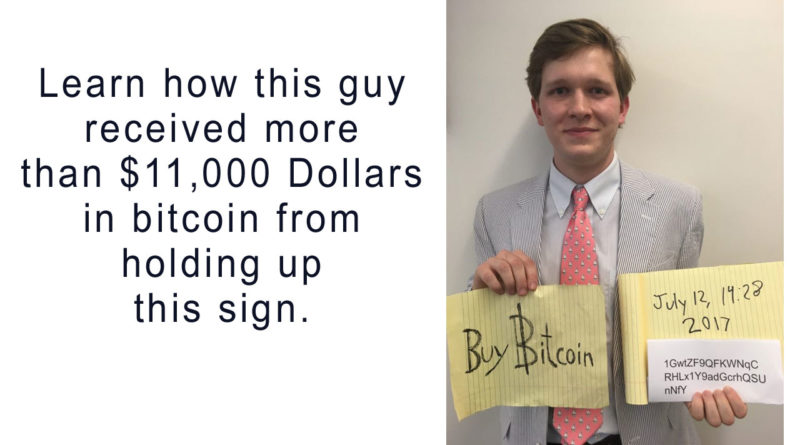 Learn how this guy
received more
than $11,000 Dollars
in bitcoin from
holding up
this sign.
Buy Bitcoin
July 12, 14:28
2017
1GwtZF9QFKWNqC
RHLx1Y9adGcrhQSU
nNfY